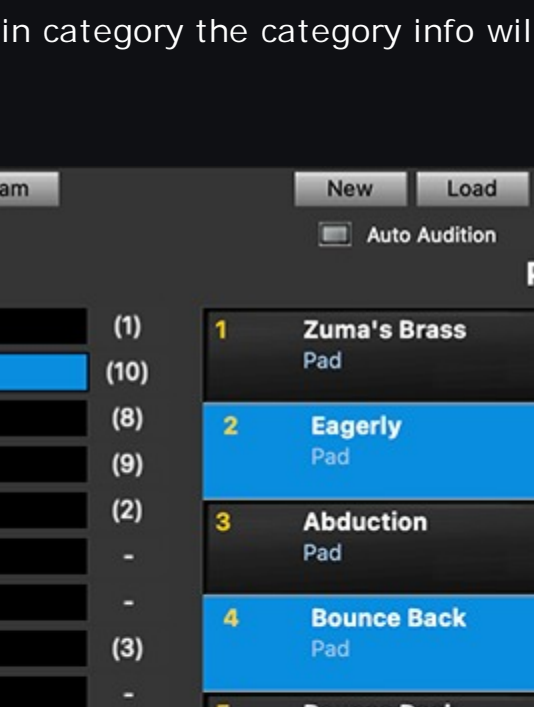 in category the category info wil
am
New
Load
Auto Audition
(1)
(10)
(8)
(9)
(2)
-
-
(3)
-
1 Zuma's Brass
Pad
2 Eagerly
Pad
3 Abduction
Pad
4 Bounce Back
Pad